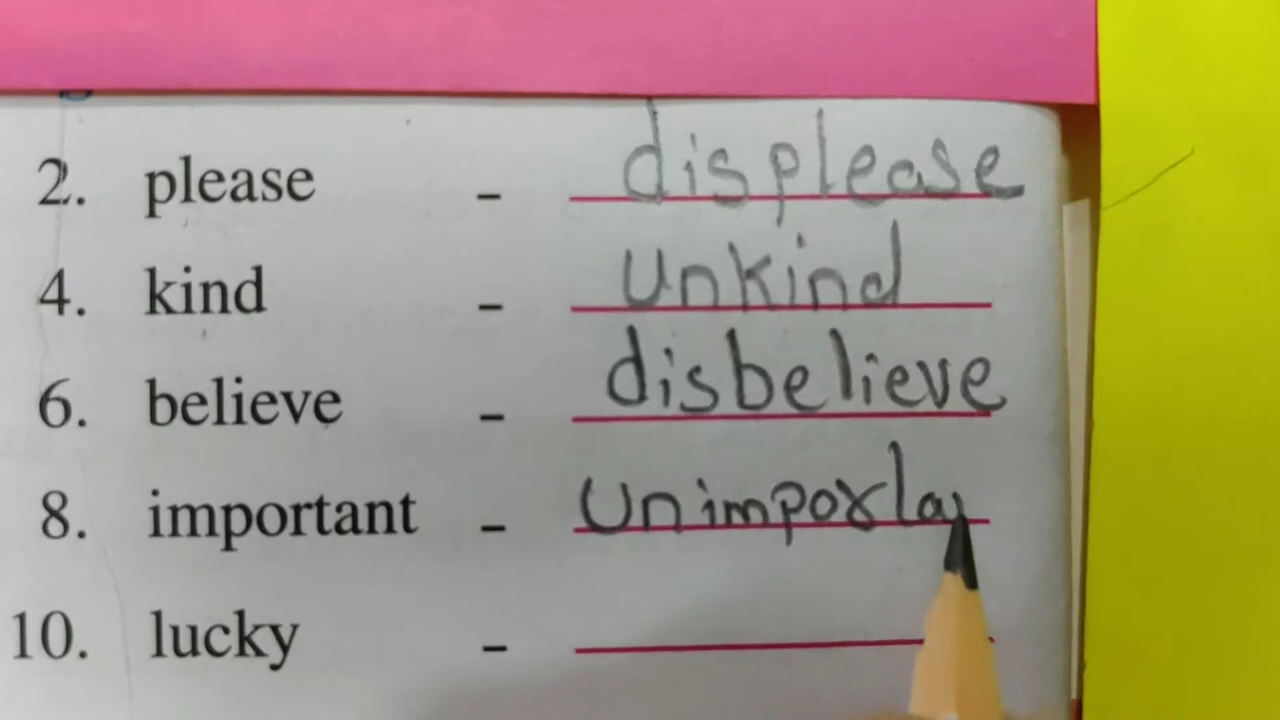 2. please - displease
4. kind - unkind
6. believe - disbelieve
8. important - unimporta
10. lucky -